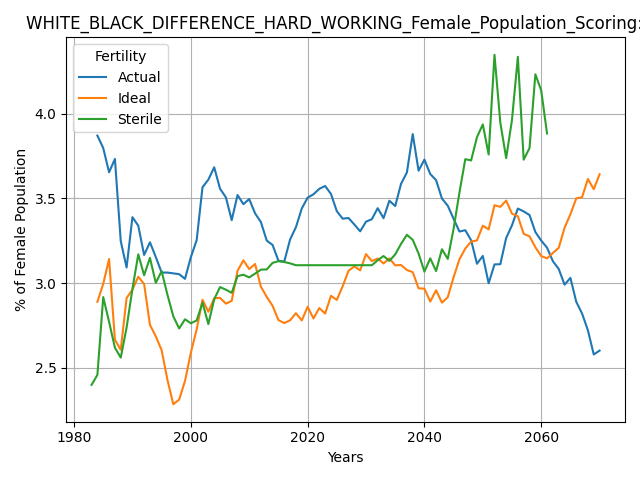 WHITE_BLACK_DIFFERENCE_HARD_WORKING_Female_Population_Scoring:
Fertility
Actual
Ideal
Sterile
% of Female Population
4.0
3.5
3.0
2.5
1980
2000
2020
2040
2060
Years